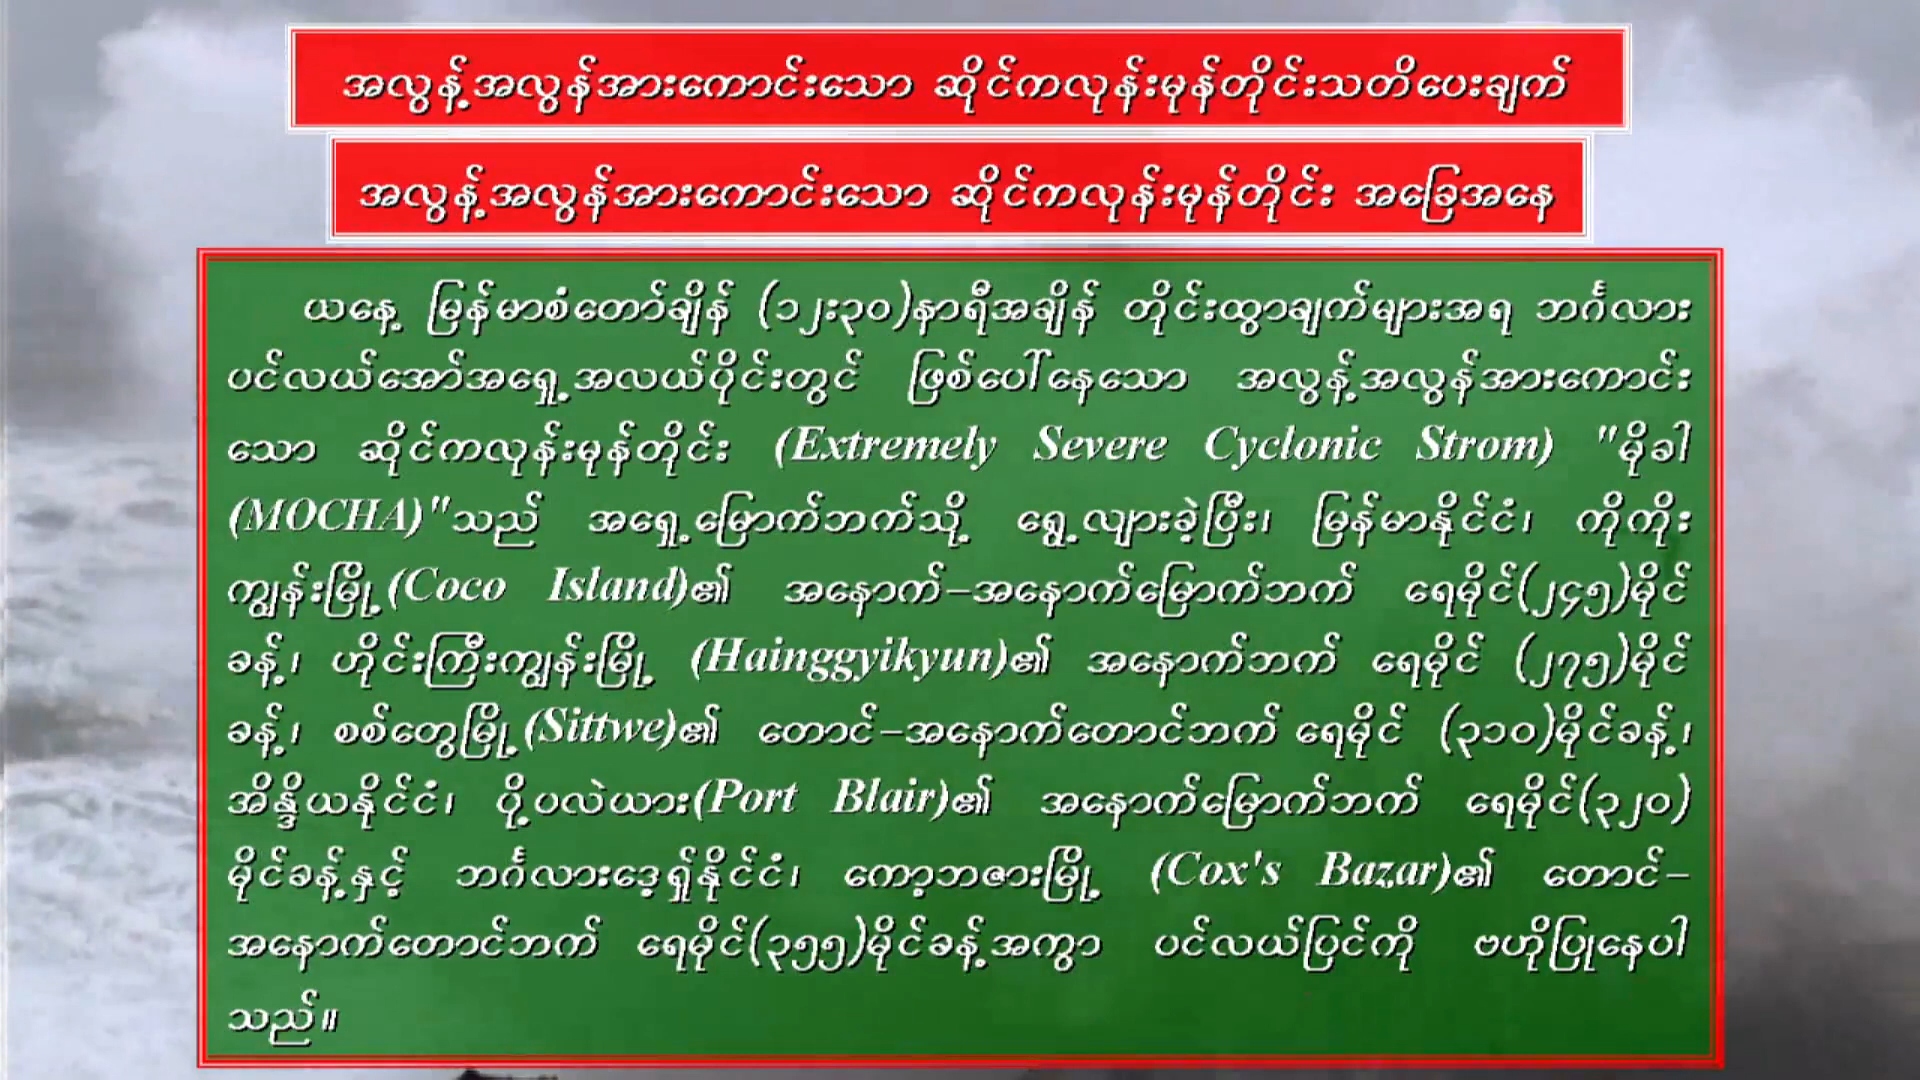 အလွန့်အလွန်အားကောင်းသော ဆိုင်ကလုန်းမုန်တိုင်းသတိပေးချက်
အလွန့်အလွန်အားကောင်းသော ဆိုင်ကလုန်းမုန်တိုင်း အခြေအနေ
ယနေ့ မြန်မာစံတော်ချိန် (၁၂း၃၀)နာရီအချိန် တိုင်းထွာချက်များအရ ဘင်္ဂလား
ပင်လယ်အော်အရှေ့အလယ်ပိုင်းတွင် ဖြစ်ပေါ်နေသော အလွန့်အလွန်အားကောင်း
သော ဆိုင်ကလုန်းမုန်တိုင်း (Extremely Severe Cyclonic Strom) "မိုခါ
(MOCHA)"သည် အရှေ့မြောက်ဘက်သို့ ရွေ့လျားခဲ့ပြီး၊ မြန်မာနိုင်ငံ၊ ကိုကိုး
ကျွန်းမြို့(Coco Island)၏ အနောက်-အနောက်မြောက်ဘက် ရေမိုင်(၂၄၅)မိုင်
ခန့်၊ ဟိုင်းကြီးကျွန်းမြို့ (Hainggyikyun)၏ အနောက်ဘက် ရေမိုင် (၂၇၅)မိုင်
ခန့်၊ စစ်တွေမြို့(Sittwe)၏ တောင်-အနောက်တောင်ဘက် ရေမိုင် (၃၁၀)မိုင်ခန့်၊
အိန္ဒိယနိုင်ငံ၊ ပို့ပလဲယား(Port Blair)၏ အနောက်မြောက်ဘက် ရေမိုင်(၃၂၀)
မိုင်ခန့်နှင့် ဘင်္ဂလားဒေ့ရှ်နိုင်ငံ၊ ကော့ဘဇားမြို့ (Cox's Bazar)၏ တောင်-
အနောက်တောင်ဘက် ရေမိုင်(၃၅၅)မိုင်ခန့်အကွာ ပင်လယ်ပြင်ကို ဗဟိုပြုနေပါ
သည်။